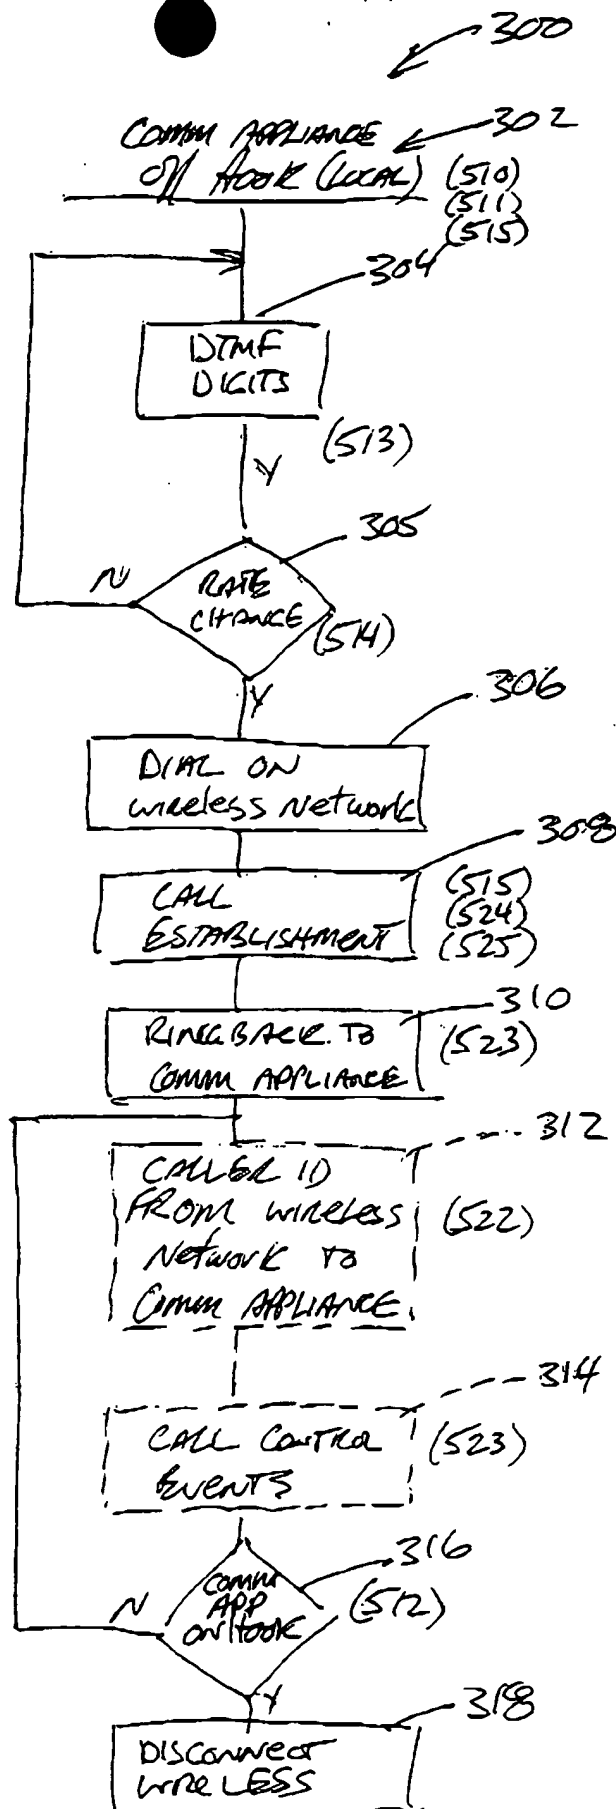 300
COMM APPLIANCE
302
Off HOOK (LOCAL)
(510)
(511)
(515)
304
DTMF
DIGITS
(513)
Y
305
N
RATE
CHANGE
(514)
Y
306
DIAL ON
wireless Network
308
CALL
ESTABLISHMENT
(515)
(524)
(525)
310
RINGBACK TO
COMM APPLIANCE
(523)
312
CALLER ID
FROM wireless
Network TO
Comm APPLIANCE
(522)
314
CALL CONTROL
EVENTS
(523)
316
COMM
APP
ON HOOK
(512)
N
Y
318
DISCONNECT
WIRELESS